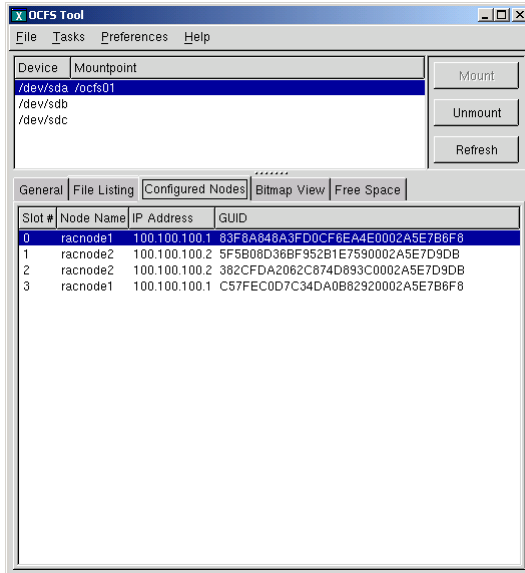 X OCFS Tool
File Tasks Preferences Help
Device Mountpoint
/dev/sda /ocfs01
/dev/sdb
/dev/sdc
Mount
Unmount
Refresh
General File Listing Configured Nodes Bitmap View Free Space
Slot # Node Name IP Address GUID
0 racnode1 100.100.100.1 83F8A848A3FD0CF6EA4E0002A5E7B6F8
1 racnode2 100.100.100.2 5F5B08D36BF952B1E7590002A5E7D9DB
2 racnode2 100.100.100.2 382CFDA2062C874D893C0002A5E7D9DB
3 racnode1 100.100.100.1 C57FEC0D7C34DA0B82920002A5E7B6F8